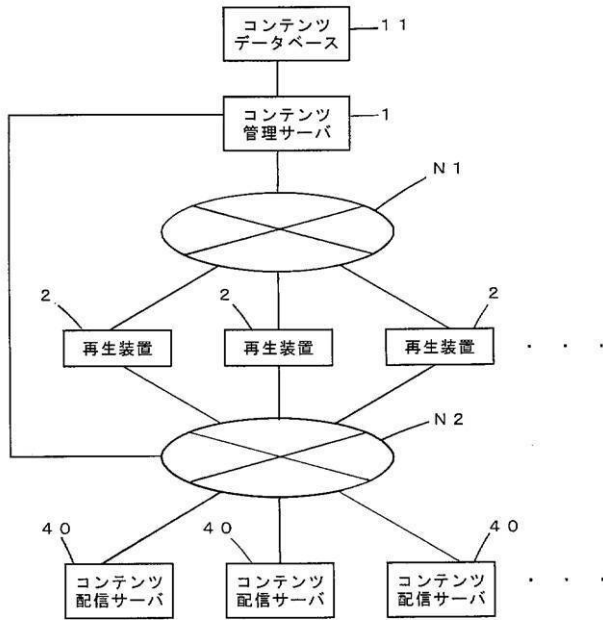 コンテンツ
データベース
１１
コンテンツ
管理サーバ
１
Ｎ１
２
２
２
再生装置
再生装置
再生装置
・・・
Ｎ２
４０
４０
４０
コンテンツ
配信サーバ
コンテンツ
配信サーバ
コンテンツ
配信サーバ
・・・